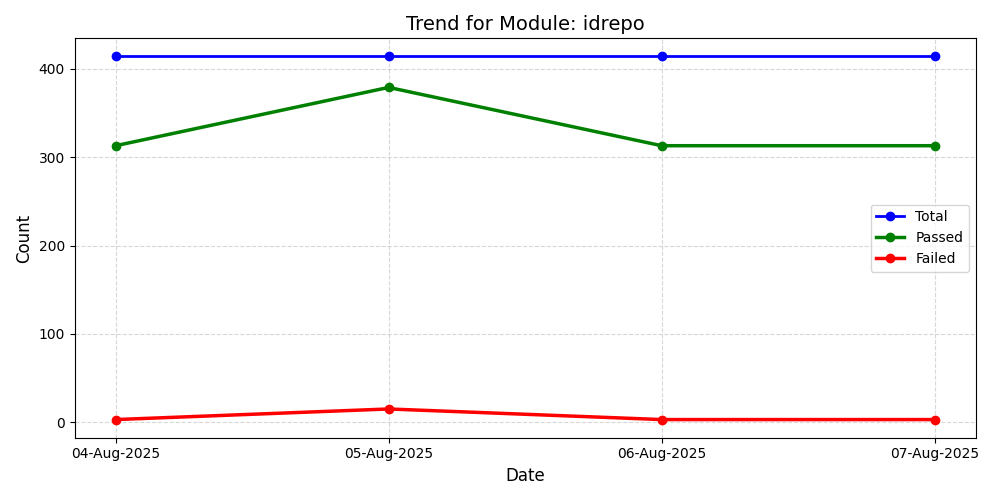 Trend for Module: idrepo
Count
400
300
200
100
0
Total
Passed
Failed
04-Aug-2025
05-Aug-2025
06-Aug-2025
07-Aug-2025
Date